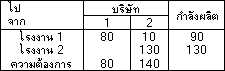 ไป บริษัท กำลังผลิต
จาก 1 2
โรงงาน 1 80 10 90
โรงงาน 2 130 130
ความต้องการ 80 140